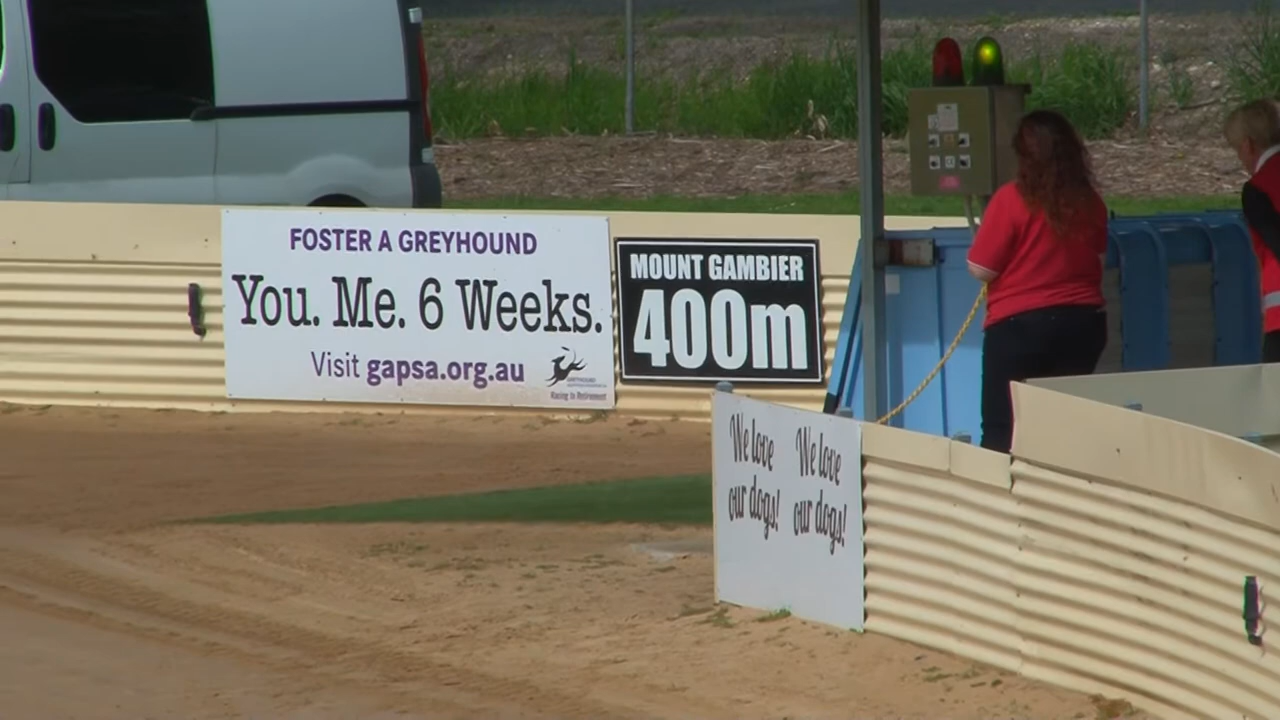 FOSTER A GREYHOUND
You. Me. 6 Weeks.
Visit gapsa.org.au
GREYHOUND
Racing to Retirement
MOUNT GAMBIER
400m
We love We love
our dogs! our dogs!